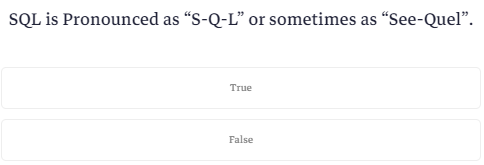 SQL is Pronounced as “S-Q-L” or sometimes as “See-Quel”.
True
False